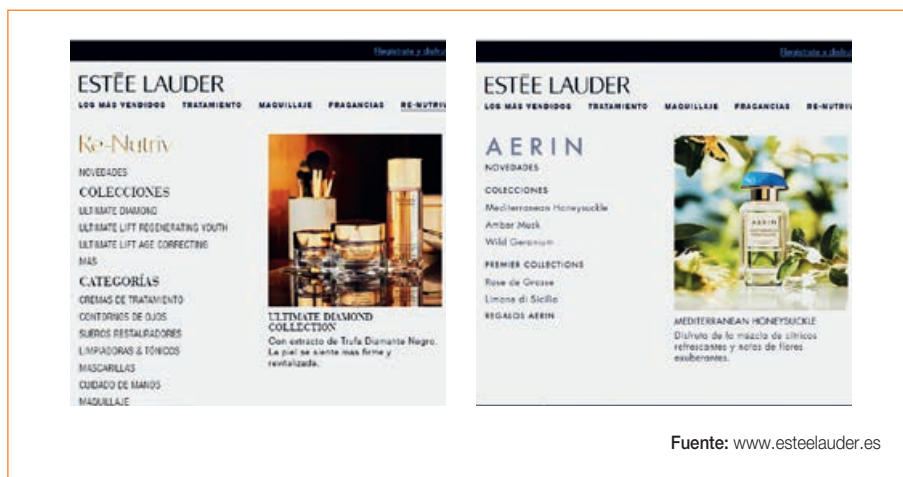 Regístrate y disfru
ESTĒE LAUDER
LOS MÁS VENDIDOS TRATAMIENTO MAQUILLAJE FRAGANCIAS RE-NUTRIV
Re-Nutriv
NOVEDADES
COLECCIONES
ULTIMATE DIAMOND
ULTIMATE LIFT REGENERATING YOUTH
ULTIMATE LIFT AGE CORRECTING
MÁS
CATEGORÍAS
CREMAS DE TRATAMIENTO
CONTORNOS DE OJOS
SUEROS RESTAURADORES
LIMPIADORAS & TÓNICOS
MASCARILLAS
CUIDADO DE MANOS
MAQUILLAJE
ULTIMATE DIAMOND
COLLECTION
Con extracto de Trufa Diamante Negro.
La piel se siente más firme y
revitalizada.
Regístrate y disfru
ESTĒE LAUDER
LOS MÁS VENDIDOS TRATAMIENTO MAQUILLAJE FRAGANCIAS RE-NUTRIV
AERIN
NOVEDADES
COLECCIONES
Mediterranean Honeysuckle
Amber Musk
Wild Geranium
PREMIER COLLECTIONS
Rose de Grasse
Limone di Sicilia
REGALOS AERIN
AERIN
MEDITERRANEAN HONEYSUCKLE
Disfruta de la mezcla de cítricos
refrescantes y notas de flores
exuberantes.
Fuente: www.esteelauder.es